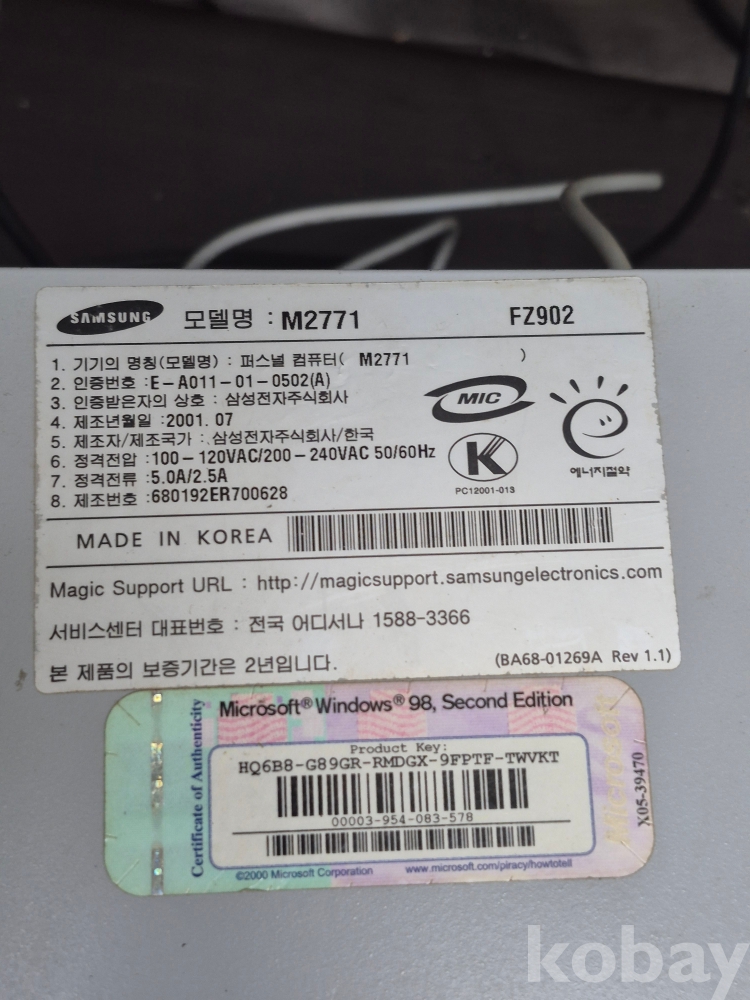 SAMSUNG 모델명 : M2771 FZ902
1. 기기의 명칭(모델명) : 퍼스널 컴퓨터( M2771 )
2. 인증번호 : E-A011-01-0502(A)
3. 인증받은자의 상호 : 삼성전자주식회사
4. 제조년월일 : 2001. 07
5. 제조자/제조국가 : 삼성전자주식회사/한국
6. 정격전압 : 100-120VAC/200-240VAC 50/60Hz
7. 정격전류 : 5.0A/2.5A
8. 제조번호 : 680192ER700628
MIC
K
PC12001-013
에너지절약
MADE IN KOREA
Magic Support URL : http://magicsupport.samsungelectronics.com
서비스센터 대표번호 : 전국 어디서나 1588-3366
본 제품의 보증기간은 2년입니다.
(BA68-01269A Rev 1.1)
Certificate of Authenticity
Microsoft® Windows® 98, Second Edition
Product Key:
HQ6B8-G89GR-RMDGX-9FPTF-TWVKT
00003-954-083-578
©2000 Microsoft Corporation www.microsoft.com/piracy/howtotell
Microsoft
X05-39470
kobay